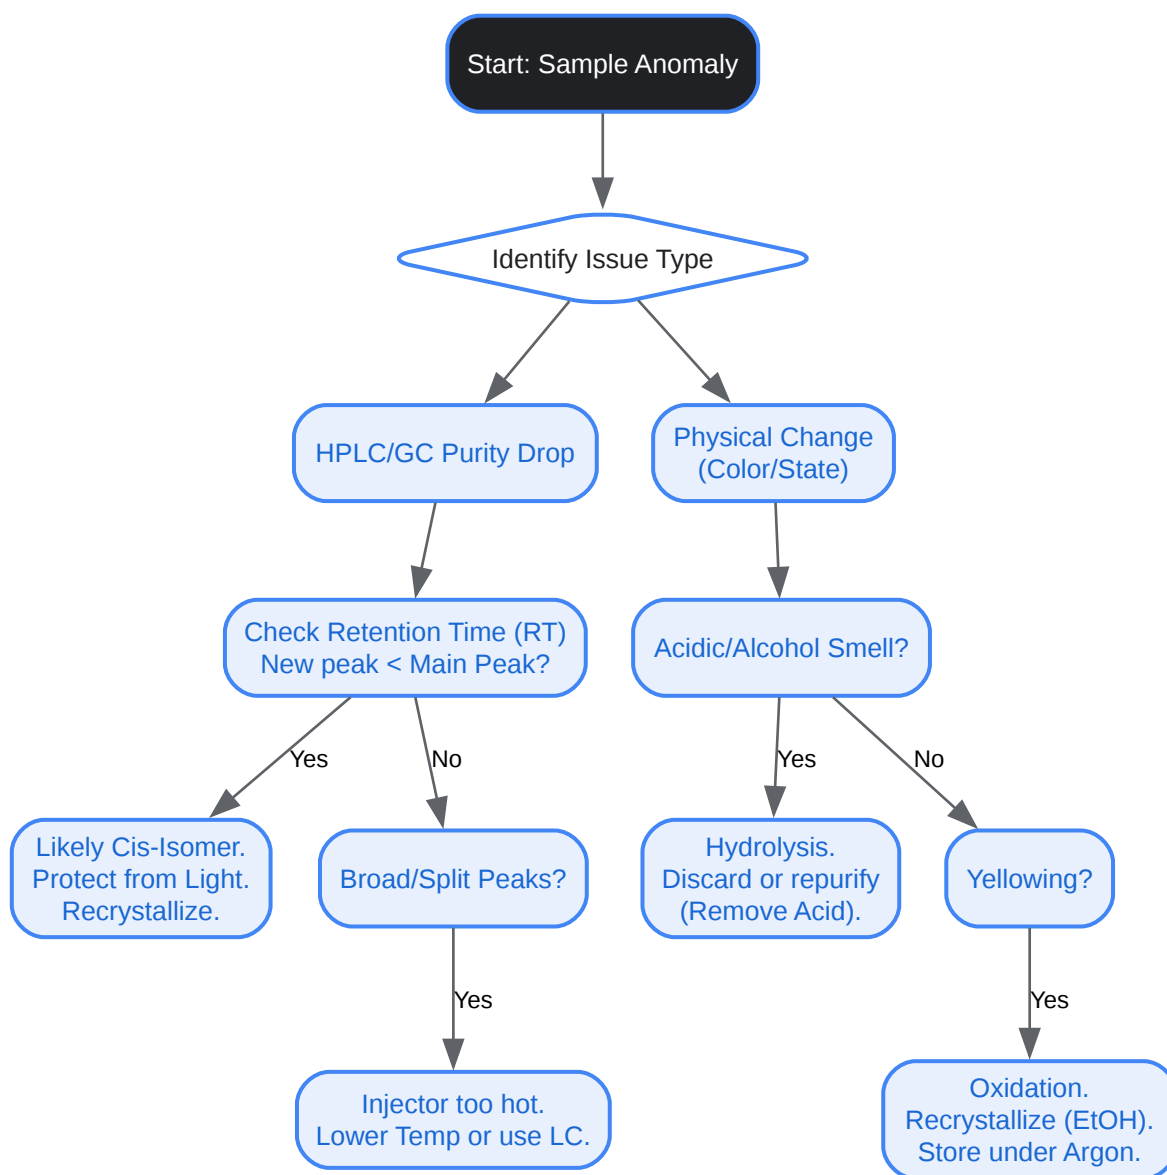 Start: Sample Anomaly
Identify Issue Type
HPLC/GC Purity Drop
Physical Change
(Color/State)
Check Retention Time (RT)
New peak < Main Peak?
Acidic/Alcohol Smell?
Yes
No
Yes
No
Likely Cis-Isomer.
Protect from Light.
Recrystallize.
Broad/Split Peaks?
Hydrolysis.
Discard or repurify
(Remove Acid).
Yellowing?
Yes
Yes
Injector too hot.
Lower Temp or use LC.
Oxidation.
Recrystallize (EtOH).
Store under Argon.